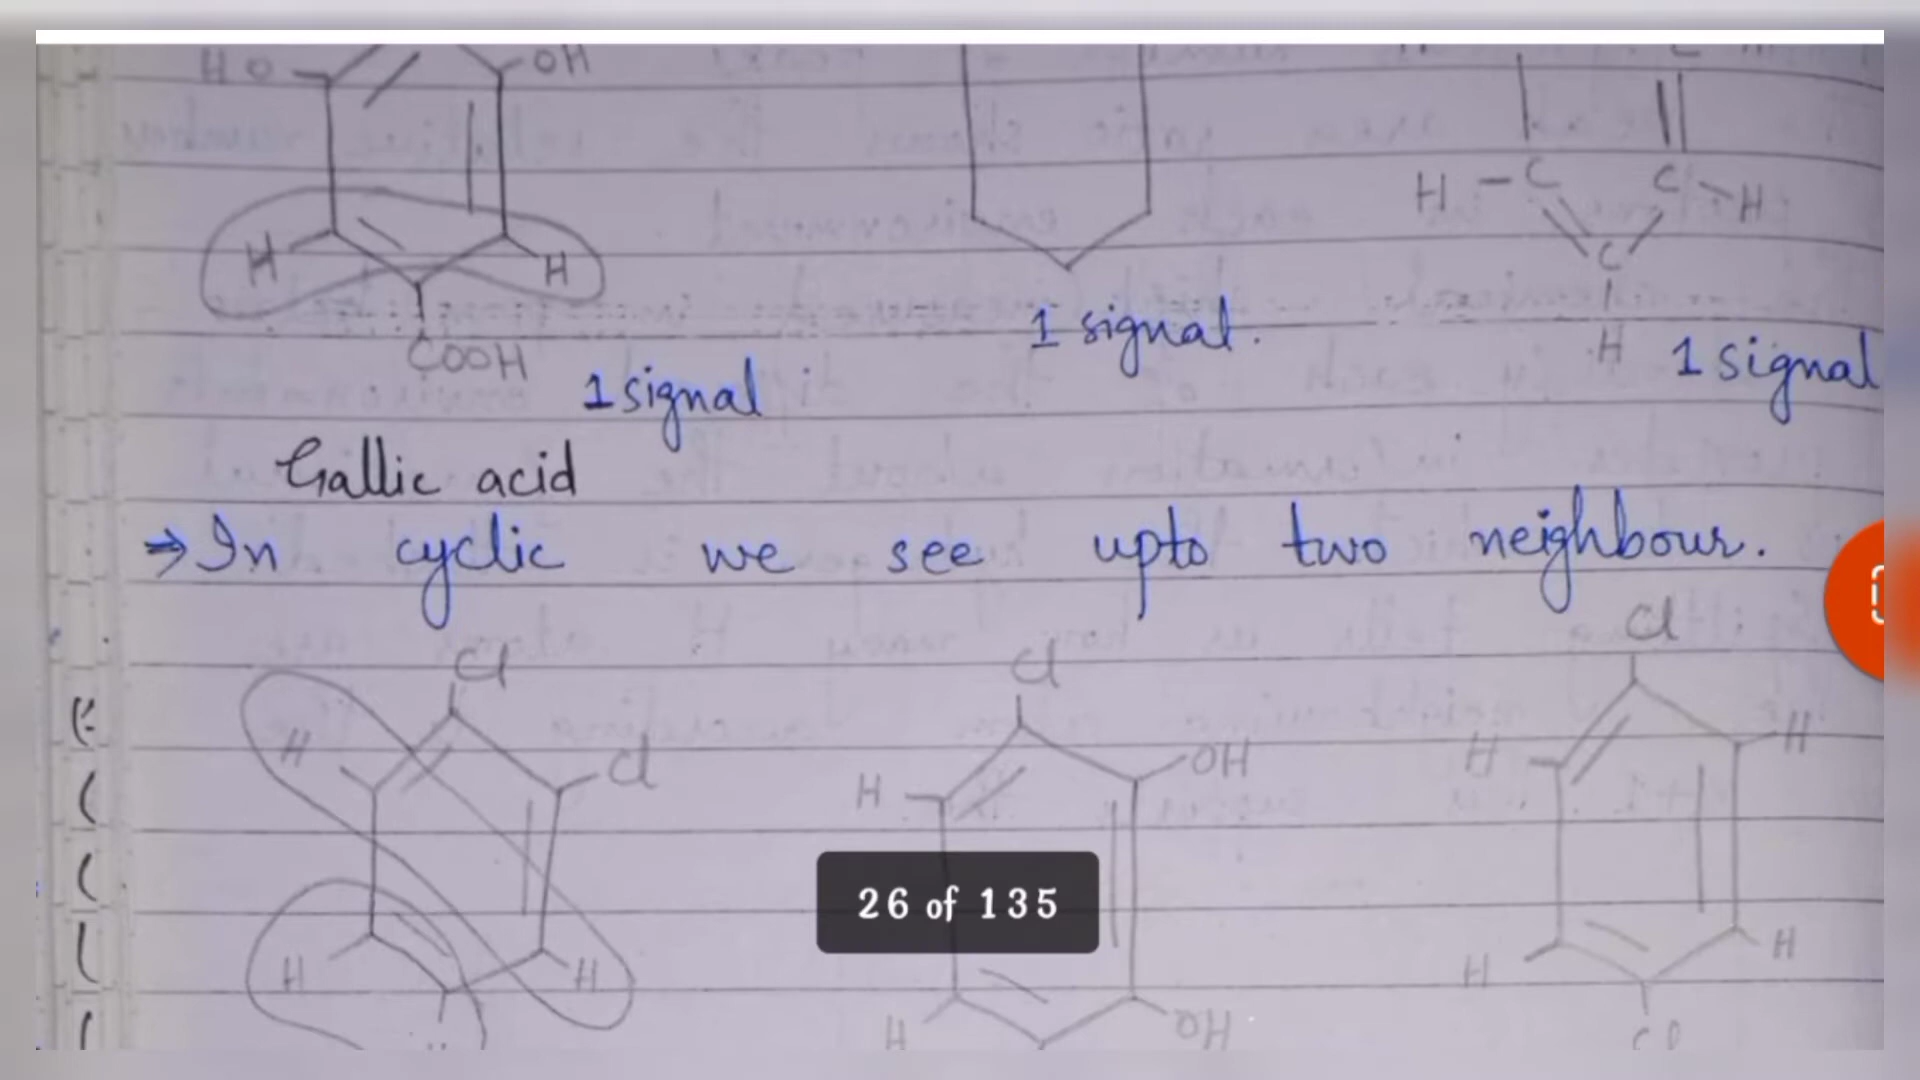 HO OH
H - C C - H
H H C
COOH 1 signal 1 signal. H 1 signal
Gallic acid
⇒ In cyclic we see upto two neighbour.
Cl Cl Cl
H Cl H OH H H
26 of 135
H H H OH H H
Cl